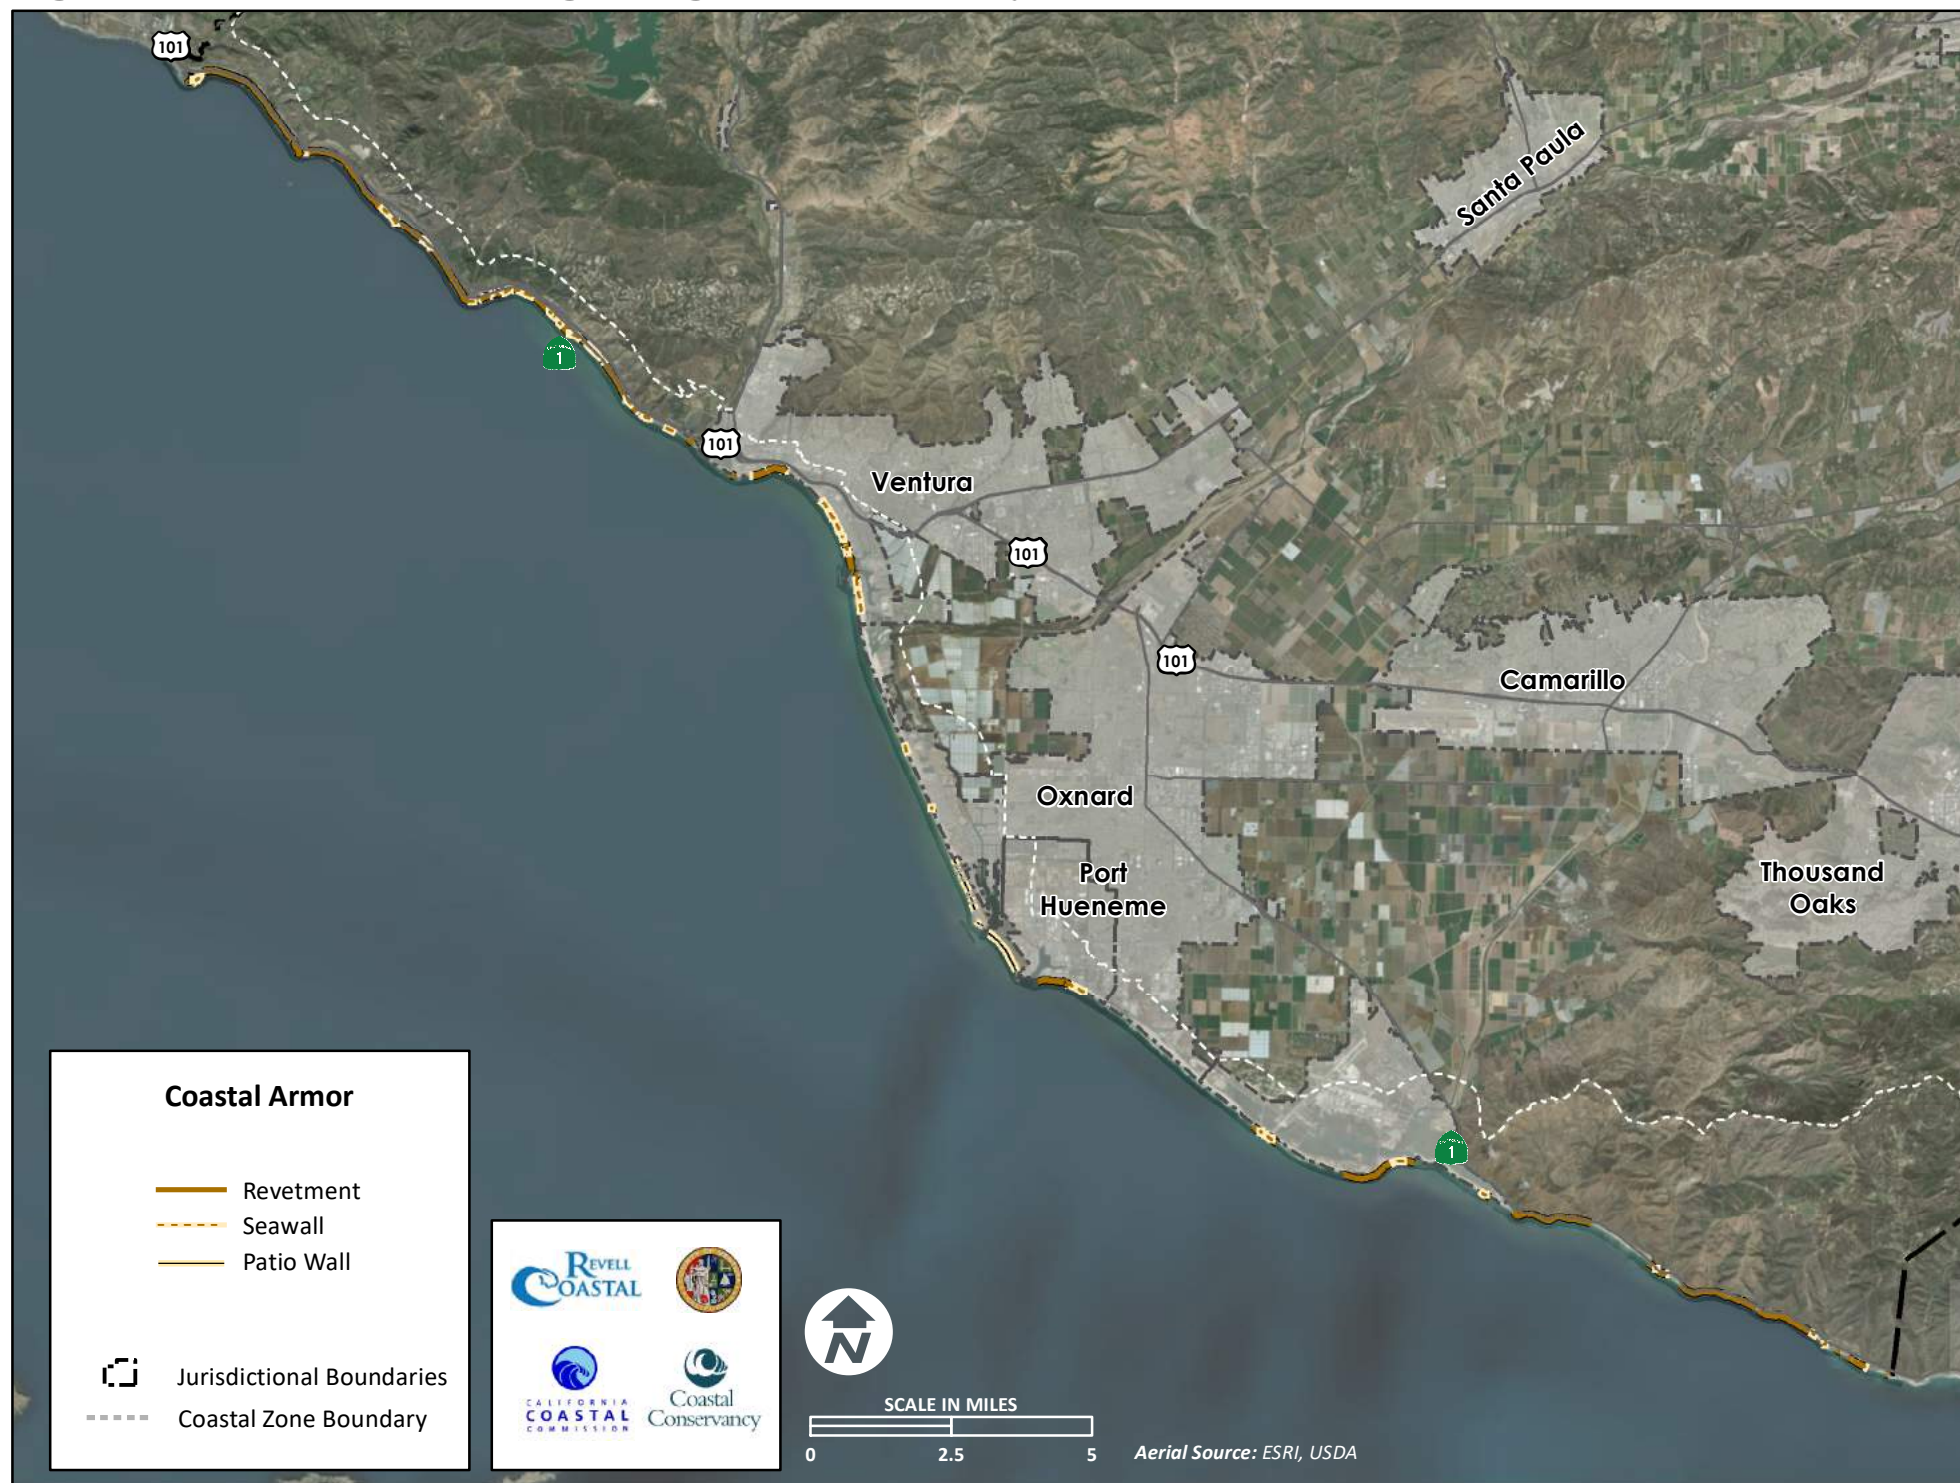 101
Santa Paula
1
101
Ventura
101
101
Camarillo
Oxnard
Port
Hueneme
Thousand
Oaks
1
Coastal Armor
Revetment
Seawall
Patio Wall
Jurisdictional Boundaries
Coastal Zone Boundary
REVELL
COASTAL
CALIFORNIA
COASTAL
COMMISSION
Coastal
Conservancy
N
SCALE IN MILES
0 2.5 5
Aerial Source: ESRI, USDA